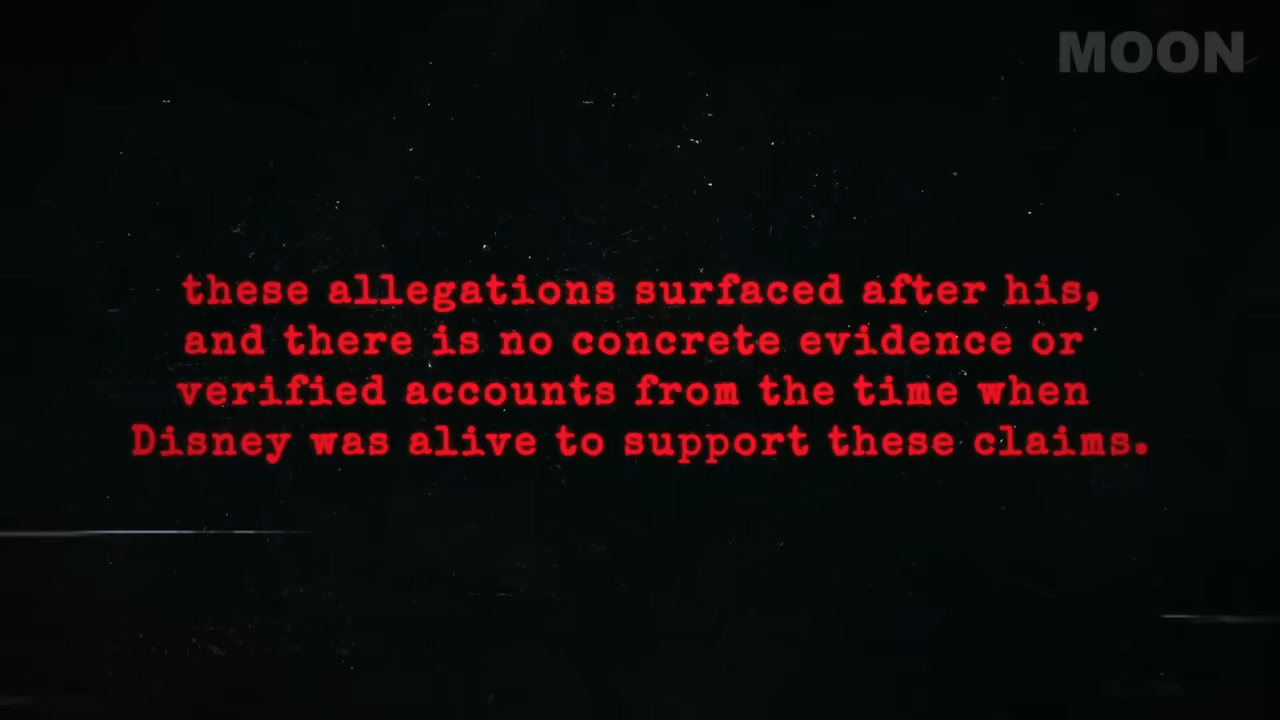 MOON
these allegations surfaced after his,
and there is no concrete evidence or
verified accounts from the time when
Disney was alive to support these claims.